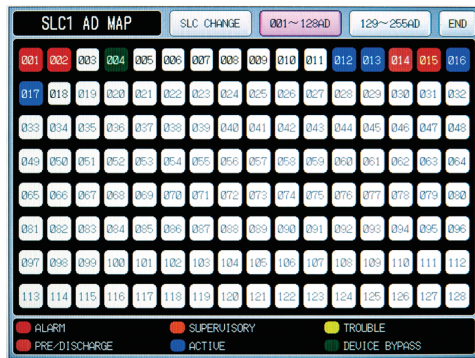 SLC1 AD MAP SLC CHANGE 001~128AD 129~255AD END
001 002 003 004 005 006 007 008 009 010 011 012 013 014 015 016
017 018 019 020 021 022 023 024 025 026 027 028 029 030 031 032
033 034 035 036 037 038 039 040 041 042 043 044 045 046 047 048
049 050 051 052 053 054 055 056 057 058 059 060 061 062 063 064
065 066 067 068 069 070 071 072 073 074 075 076 077 078 079 080
081 082 083 084 085 086 087 088 089 090 091 092 093 094 095 096
097 098 099 100 101 102 103 104 105 106 107 108 109 110 111 112
113 114 115 116 117 118 119 120 121 122 123 124 125 126 127 128
ALARM SUPERVISORY TROUBLE
PRE/DISCHARGE ACTIVE DEVICE BYPASS